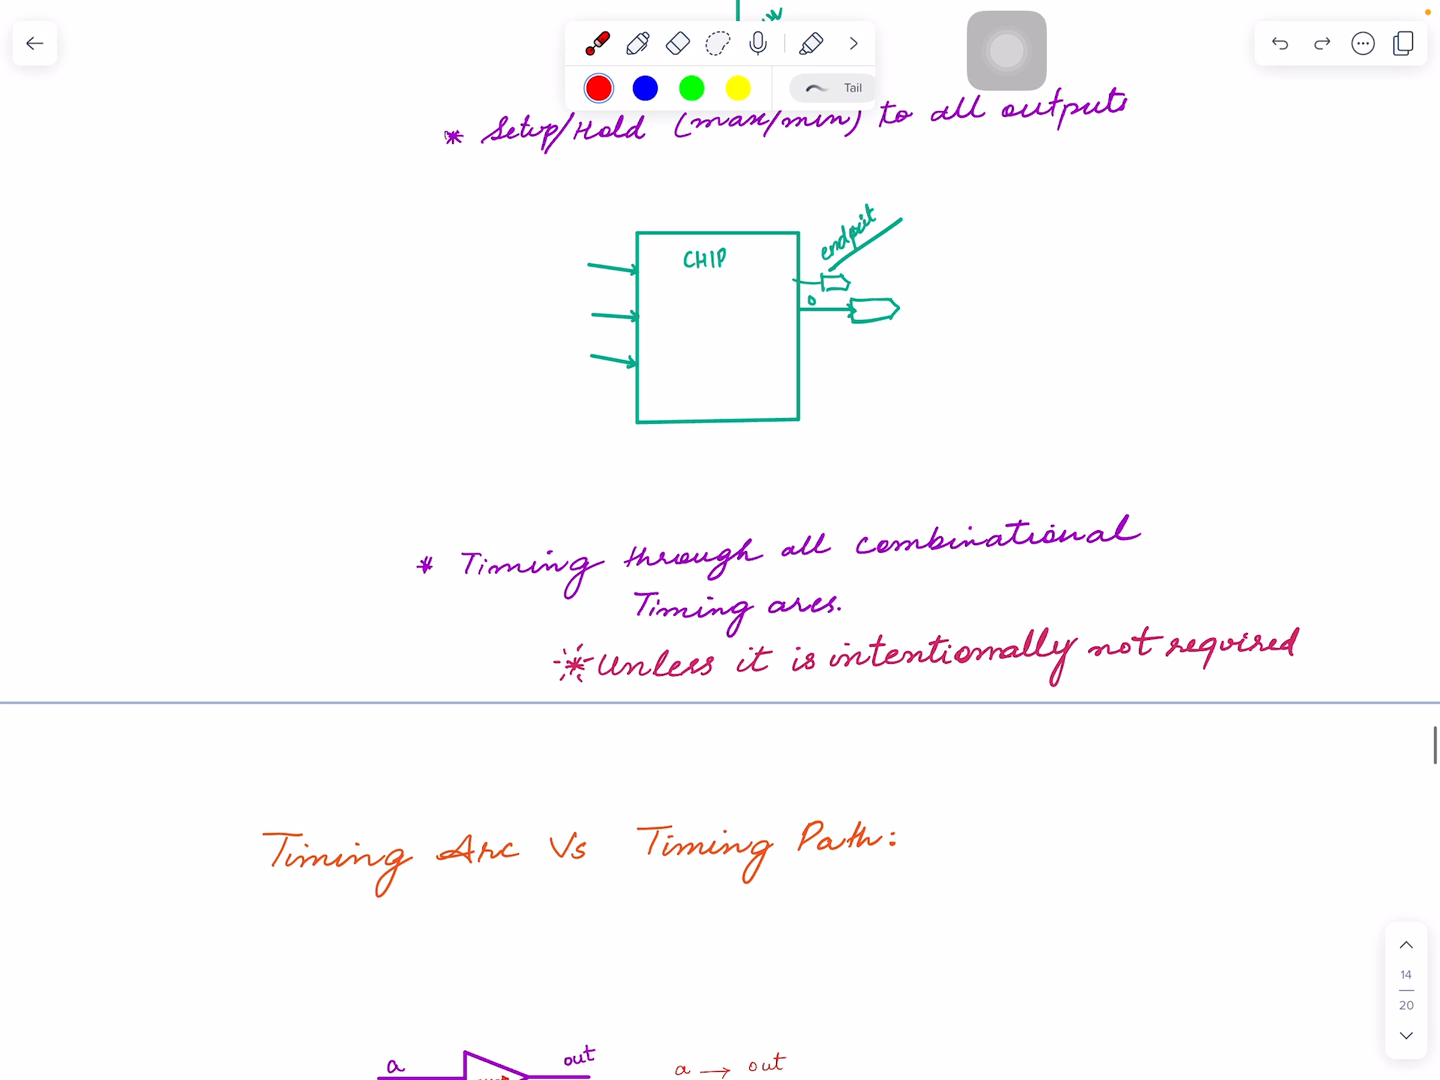 Tail
* Setup/Hold (max/min) to all outputs
endpoint
CHIP
* Timing through all combinational
Timing arcs.
* Unless it is intentionally not required
Timing Arc Vs Timing Path:
14
20
a
out
a → out